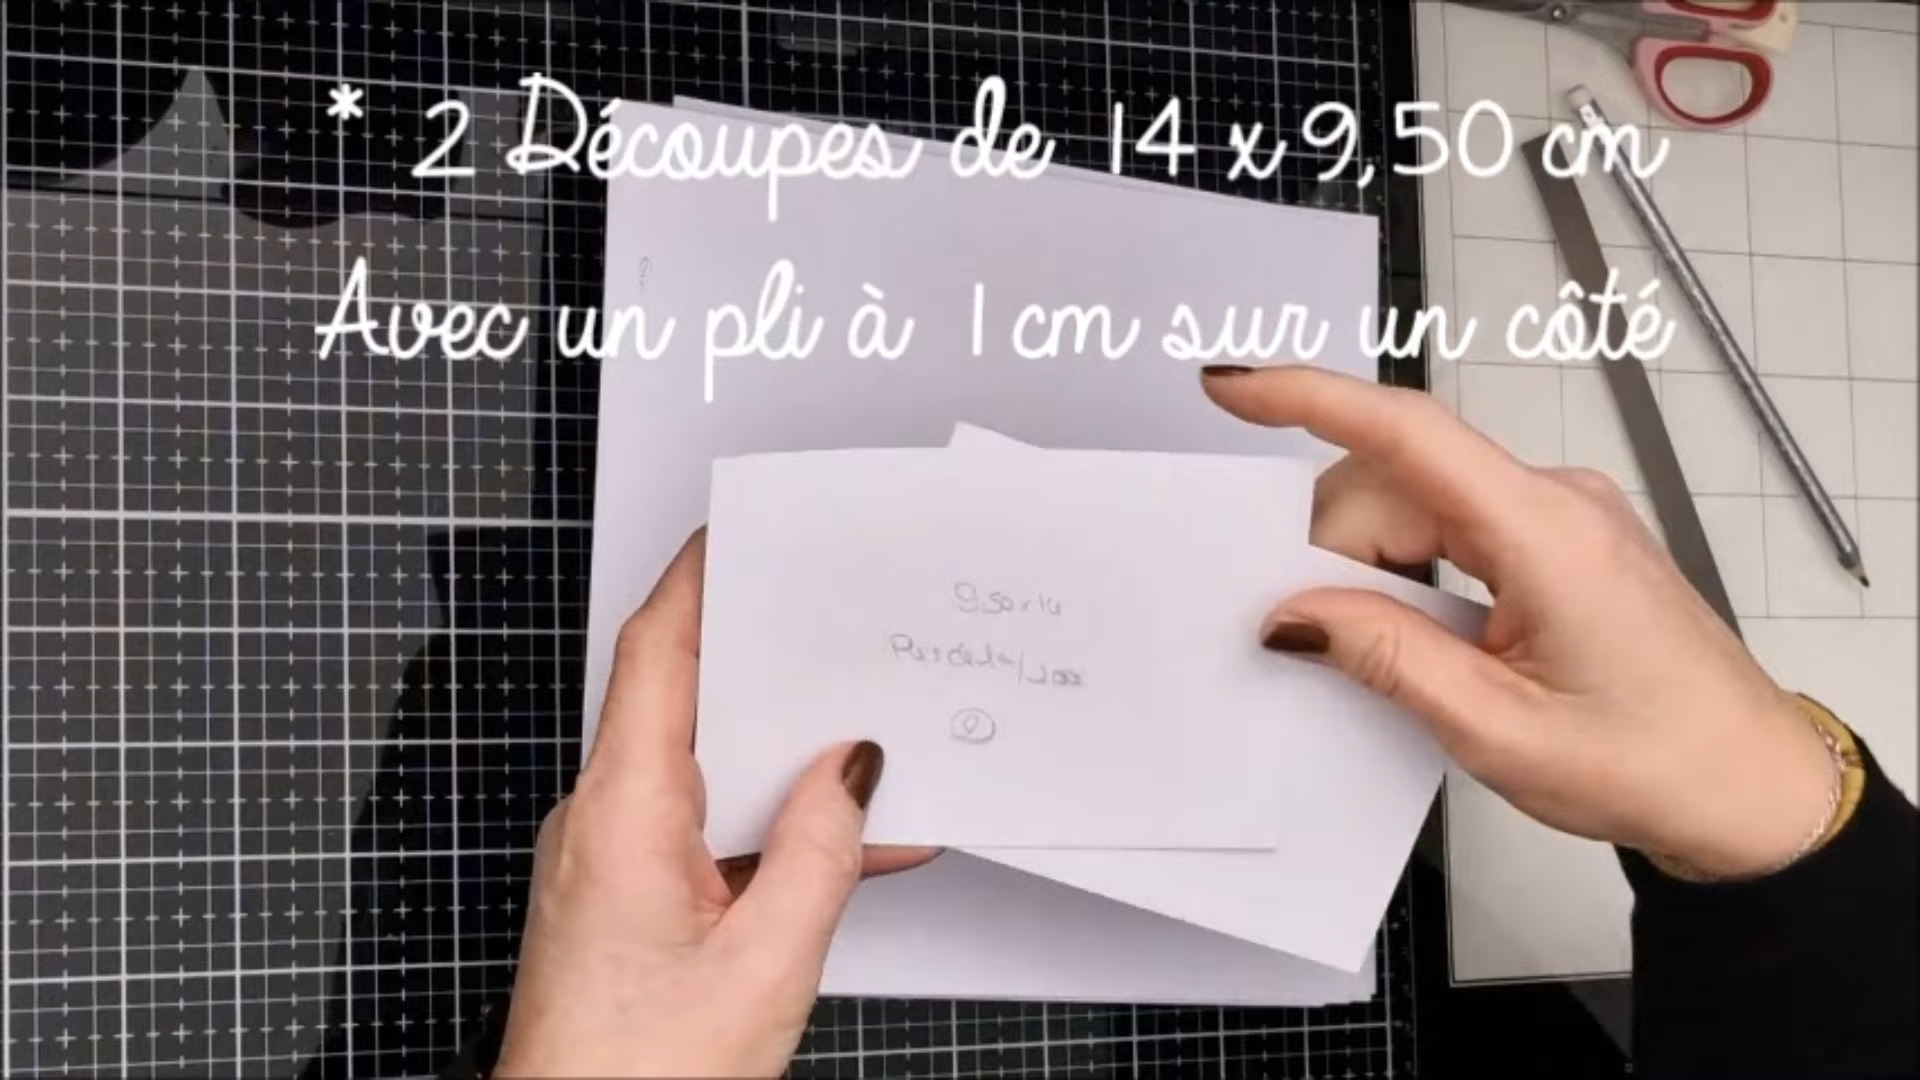 * 2 Découpes de 14 x 9,50 cm
Avec un pli à 1 cm sur un côté
9,50 x 14